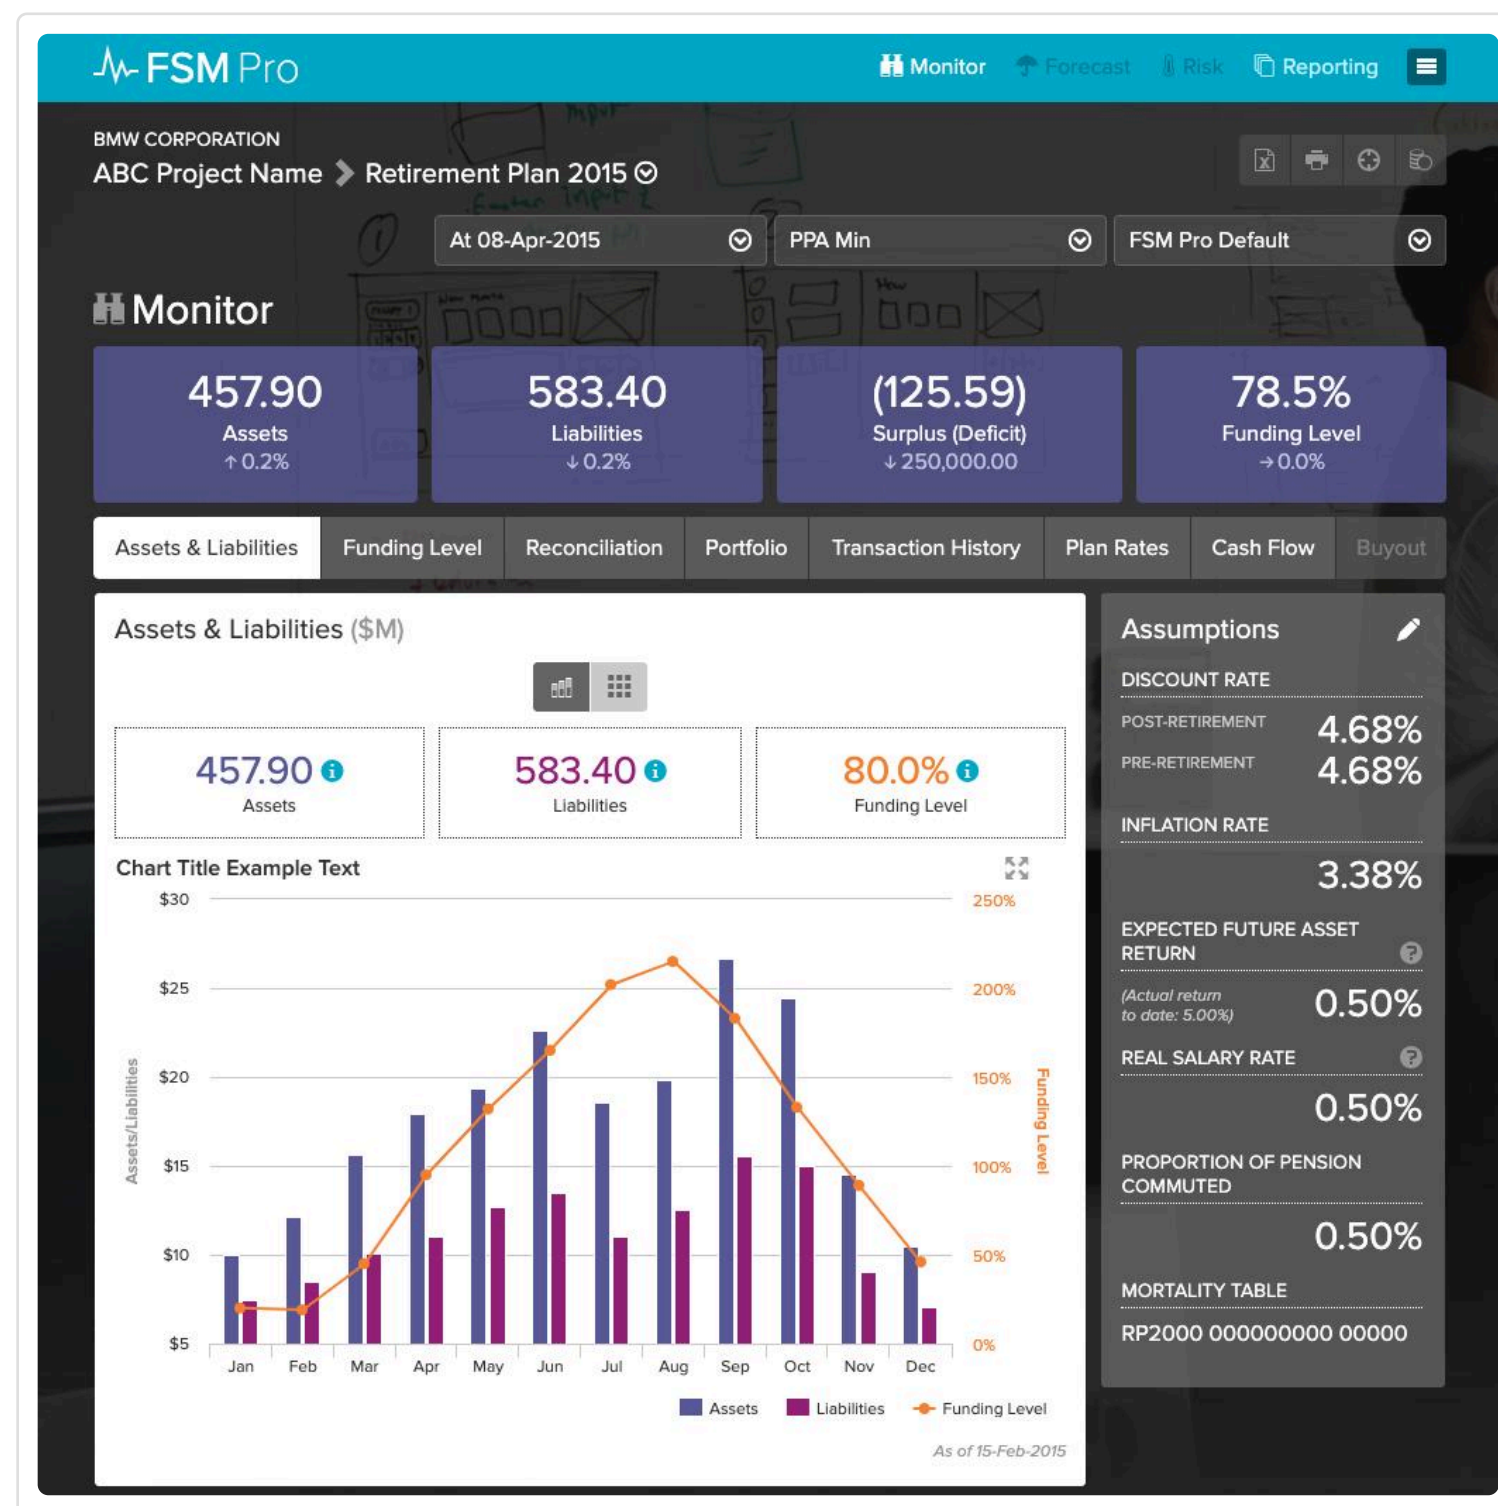 FSM Pro
Monitor Forecast Risk Reporting
BMW CORPORATION
ABC Project Name Retirement Plan 2015
At 08-Apr-2015 PPA Min FSM Pro Default
Monitor
457.90 583.40 (125.59) 78.5%
Assets Liabilities Surplus (Deficit) Funding Level
↑ 0.2% ↓ 0.2% ↓ 250,000.00 → 0.0%
Assets & Liabilities Funding Level Reconciliation Portfolio Transaction History Plan Rates Cash Flow Buyout
Assets & Liabilities ($M)
457.90 583.40 80.0%
Assets Liabilities Funding Level
Chart Title Example Text
$30 250%
$25 200%
$20 150%
$15 100%
$10 50%
$5 0%
Assets/Liabilities
Funding Level
Jan Feb Mar Apr May Jun Jul Aug Sep Oct Nov Dec
Assets Liabilities Funding Level
As of 15-Feb-2015
Assumptions
DISCOUNT RATE
POST-RETIREMENT 4.68%
PRE-RETIREMENT 4.68%
INFLATION RATE
3.38%
EXPECTED FUTURE ASSET
RETURN
(Actual return
to date: 5.00%) 0.50%
REAL SALARY RATE
0.50%
PROPORTION OF PENSION
COMMUTED
0.50%
MORTALITY TABLE
RP2000 000000000 00000